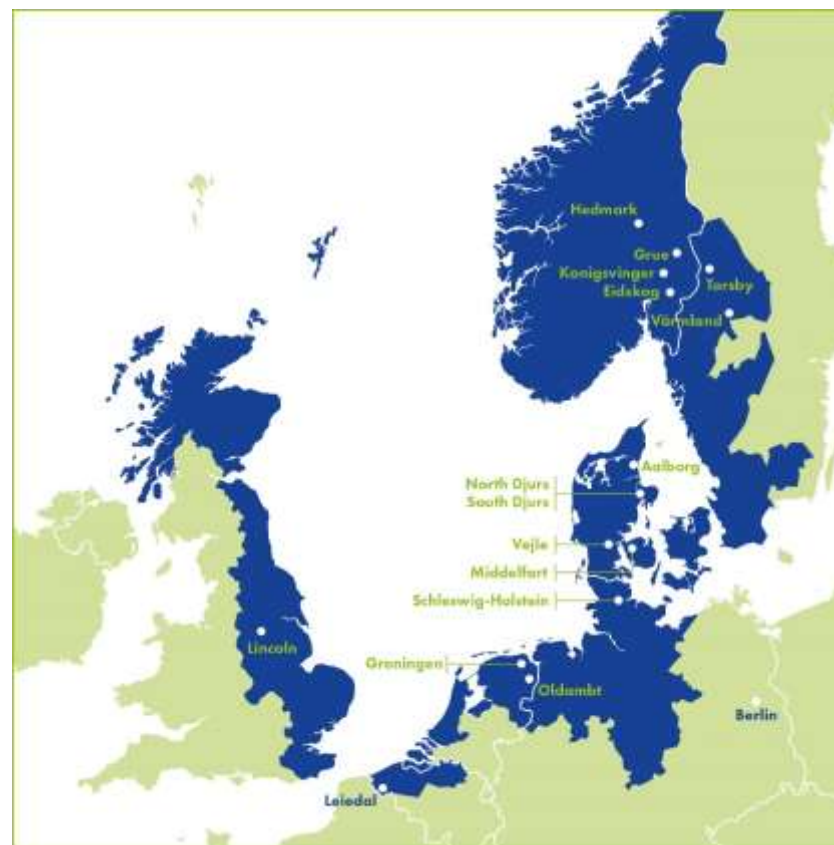 Hedmark
Grue
Konigsvinger
Eidskog
Torsby
Värmland
Aalborg
North Djurs
South Djurs
Vejle
Middelfart
Schleswig-Holstein
Lincoln
Groningen
Oldambt
Berlin
Leiedal